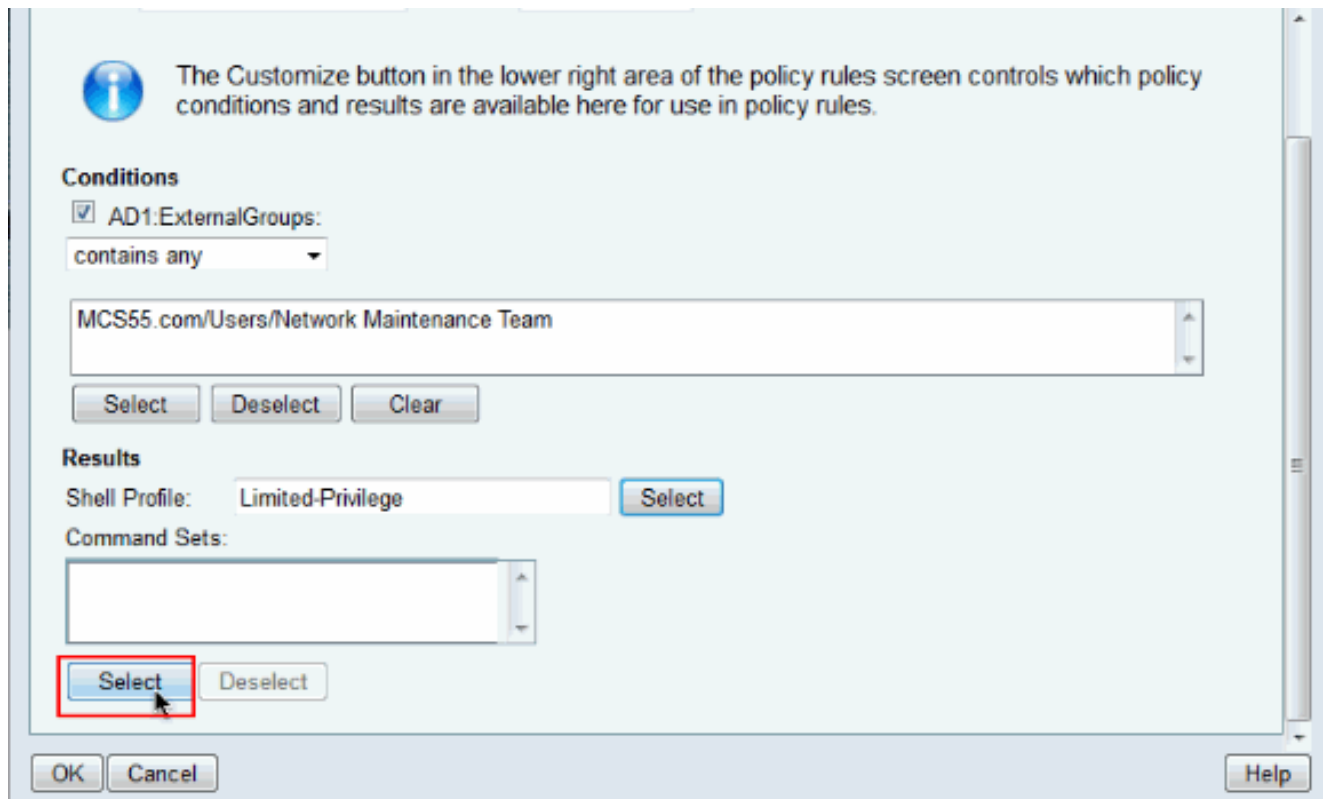 The Customize button in the lower right area of the policy rules screen controls which policy
conditions and results are available here for use in policy rules.
Conditions
AD1:ExternalGroups:
contains any
MCS55.com/Users/Network Maintenance Team
Select Deselect Clear
Results
Shell Profile: Limited-Privilege Select
Command Sets:
Select Deselect
OK Cancel Help